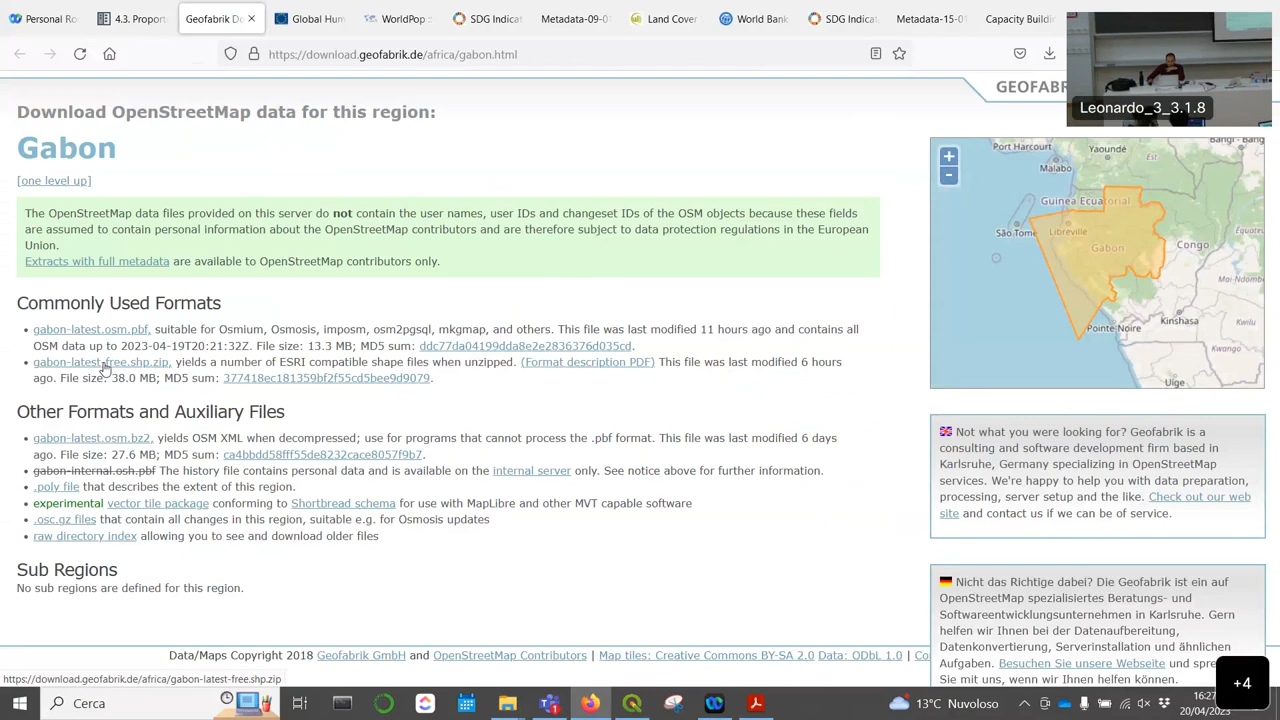 Personal Ro
4.3. Proport
Geofabrik Do
Global Hum
WorldPop ::
SDG Indicat
Metadata-09-0
Land Cover
World Bank
SDG Indicat
Metadata-15-0
Capacity Buildin
https://download.geofabrik.de/africa/gabon.html
Leonardo_3_3.1.8
GEOFAB
Download OpenStreetMap data for this region:
Gabon
[one level up]
The OpenStreetMap data files provided on this server do not contain the user names, user IDs and changeset IDs of the OSM objects because these fields
are assumed to contain personal information about the OpenStreetMap contributors and are therefore subject to data protection regulations in the European
Union.
Extracts with full metadata are available to OpenStreetMap contributors only.
Commonly Used Formats
• gabon-latest.osm.pbf, suitable for Osmium, Osmosis, imposm, osm2pgsql, mkgmap, and others. This file was last modified 11 hours ago and contains all
OSM data up to 2023-04-19T20:21:32Z. File size: 13.3 MB; MD5 sum: ddc77da04199dda8e2e2836376d035cd.
• gabon-latest-free.shp.zip, yields a number of ESRI compatible shape files when unzipped. (Format description PDF) This file was last modified 6 hours
ago. File size: 38.0 MB; MD5 sum: 377418ec181359bf2f55cd5bee9d9079.
Other Formats and Auxiliary Files
• gabon-latest.osm.bz2, yields OSM XML when decompressed; use for programs that cannot process the .pbf format. This file was last modified 6 days
ago. File size: 27.6 MB; MD5 sum: ca4bbdd58fff55de8232cace8057f9b7.
• gabon-internal.osh.pbf The history file contains personal data and is available on the internal server only. See notice above for further information.
• .poly file that describes the extent of this region.
• experimental vector tile package conforming to Shortbread schema for use with MapLibre and other MVT capable software
• .osc.gz files that contain all changes in this region, suitable e.g. for Osmosis updates
• raw directory index allowing you to see and download older files
Sub Regions
No sub regions are defined for this region.
+
-
Port Harcourt
Yaoundé
Bangi - Bang
Malabo
Guinea Ecuatorial
São Tomé
Libreville
Gabon
Congo
Mai-Ndombe
Pointe-Noire
Kinshasa
Uige
Not what you were looking for? Geofabrik is a
consulting and software development firm based in
Karlsruhe, Germany specializing in OpenStreetMap
services. We're happy to help you with data preparation,
processing, server setup and the like. Check out our web
site and contact us if we can be of service.
Nicht das Richtige dabei? Die Geofabrik ist ein auf
OpenStreetMap spezialisiertes Beratungs- und
Softwareentwicklungsunternehmen in Karlsruhe. Gern
helfen wir Ihnen bei der Datenaufbereitung,
Datenkonvertierung, Serverinstallation und ähnlichen
Aufgaben. Besuchen Sie unsere Webseite und spre
Sie mit uns, wenn wir Ihnen helfen können.
Data/Maps Copyright 2018 Geofabrik GmbH and OpenStreetMap Contributors | Map tiles: Creative Commons BY-SA 2.0 Data: ODbL 1.0 | Co
https://download.geofabrik.de/africa/gabon-latest-free.shp.zip
+4
Cerca
13°C Nuvoloso
16:27
20/04/2023